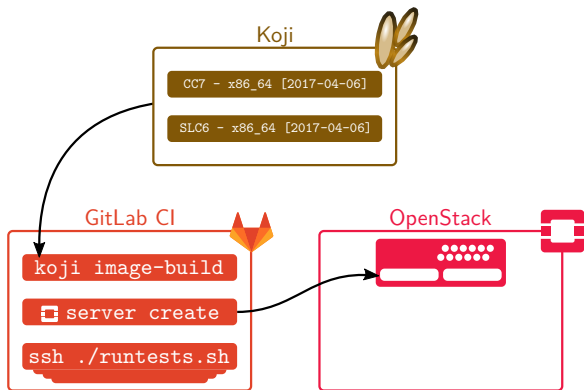 Koji
CC7 - x86_64 [2017-04-06]
SLC6 - x86_64 [2017-04-06]
GitLab CI
koji image-build
server create
ssh ./runtests.sh
OpenStack